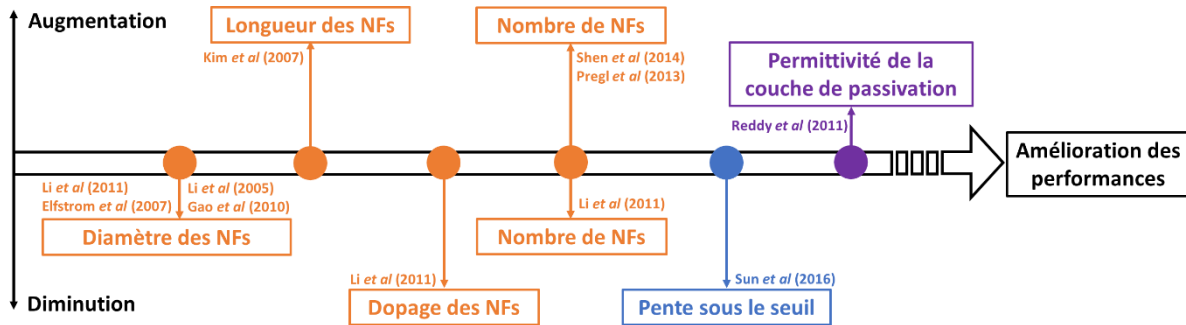 Augmentation
Longueur des NFs
Kim et al (2007)
Nombre de NFs
Shen et al (2014)
Pregl et al (2013)
Permittivité de la
couche de passivation
Reddy et al (2011)
Amélioration des
performances
Li et al (2011)
Elfstrom et al (2007)
Li et al (2005)
Gao et al (2010)
Diamètre des NFs
Li et al (2011)
Nombre de NFs
Li et al (2011)
Dopage des NFs
Sun et al (2016)
Pente sous le seuil
Diminution